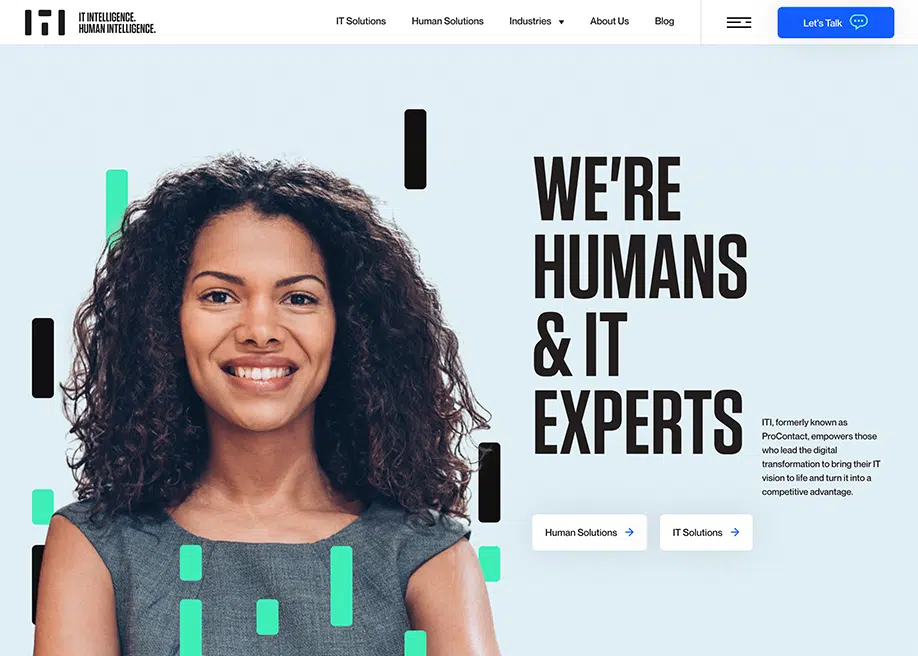 ITI
IT INTELLIGENCE.
HUMAN INTELLIGENCE.
IT Solutions
Human Solutions
Industries
About Us
Blog
Let's Talk
WE'RE
HUMANS
& IT
EXPERTS
ITI, formerly known as
ProContact, empowers those
who lead the digital
transformation to bring their IT
vision to life and turn it into a
competitive advantage.
Human Solutions
IT Solutions